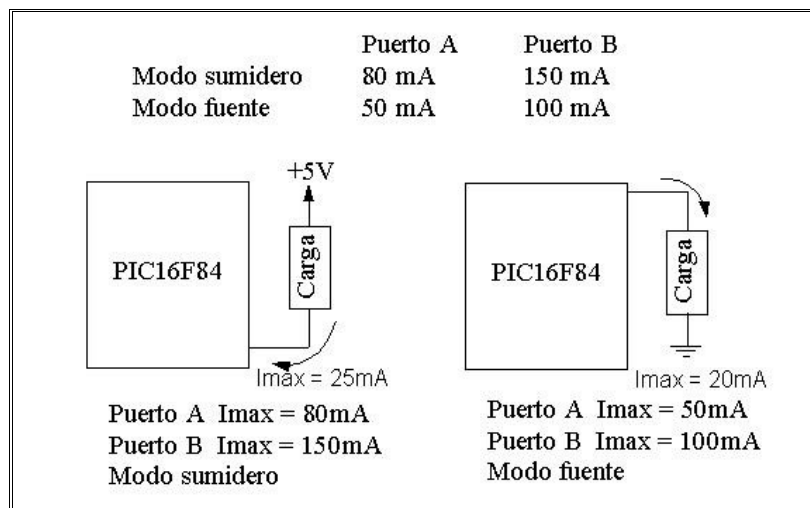 Puerto A Puerto B
Modo sumidero 80 mA 150 mA
Modo fuente 50 mA 100 mA
+5V
PIC16F84
Carga
Imax = 25mA
Puerto A Imax = 80mA
Puerto B Imax = 150mA
Modo sumidero
PIC16F84
Carga
Imax = 20mA
Puerto A Imax = 50mA
Puerto B Imax = 100mA
Modo fuente